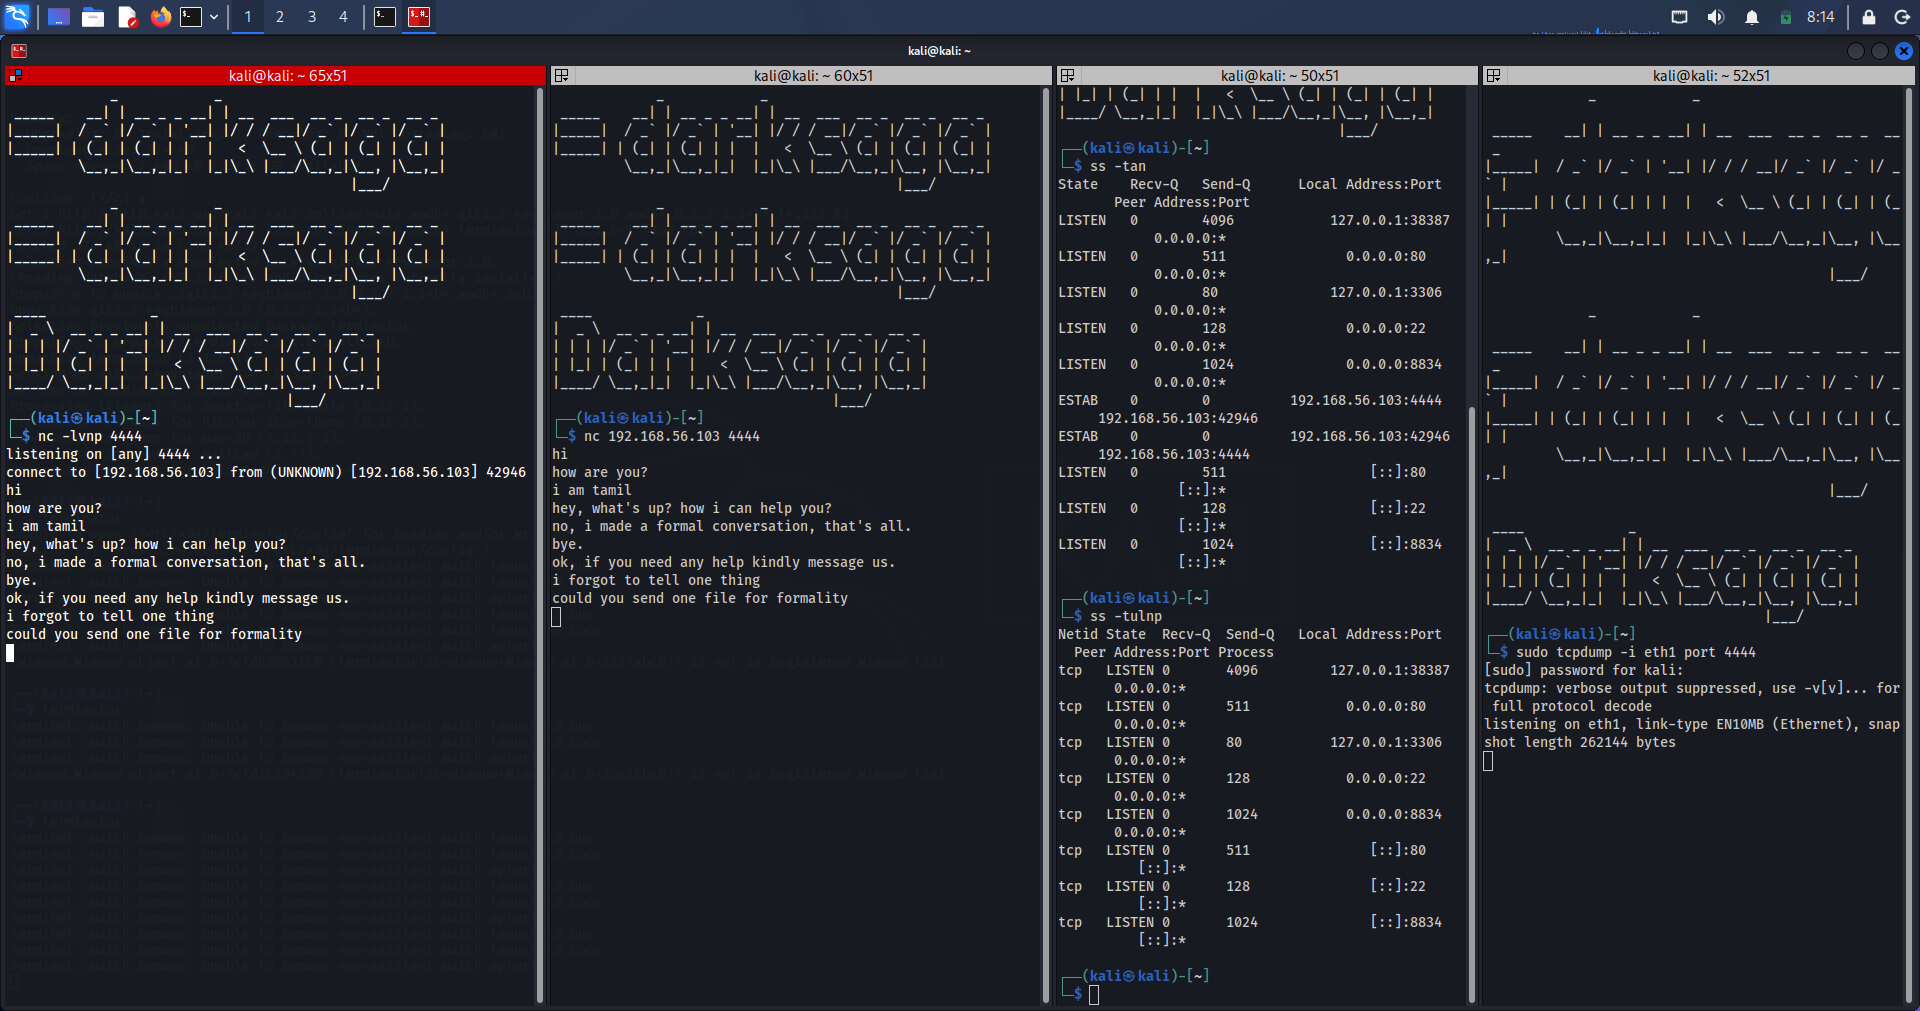 1 2 3 4 8:14
kali@kali: ~
kali@kali: ~ 65x51
-darksaga
-darksaga
Darksaga
(kali㉿kali)-[~]
$ nc -lvnp 4444
listening on [any] 4444 ...
connect to [192.168.56.103] from (UNKNOWN) [192.168.56.103] 42946
hi
how are you?
i am tamil
hey, what's up? how i can help you?
no, i made a formal conversation, that's all.
bye.
ok, if you need any help kindly message us.
i forgot to tell one thing
could you send one file for formality
kali@kali: ~ 60x51
-darksaga
-darksaga
Darksaga
(kali㉿kali)-[~]
$ nc 192.168.56.103 4444
hi
how are you?
i am tamil
hey, what's up? how i can help you?
no, i made a formal conversation, that's all.
bye.
ok, if you need any help kindly message us.
i forgot to tell one thing
could you send one file for formality
kali@kali: ~ 50x51
(kali㉿kali)-[~]
$ ss -tan
State Recv-Q Send-Q Local Address:Port
Peer Address:Port
LISTEN 0 4096 127.0.0.1:38387
0.0.0.0:*
LISTEN 0 511 0.0.0.0:80
0.0.0.0:*
LISTEN 0 80 127.0.0.1:3306
0.0.0.0:*
LISTEN 0 128 0.0.0.0:22
0.0.0.0:*
LISTEN 0 1024 0.0.0.0:8834
0.0.0.0:*
ESTAB 0 0 192.168.56.103:4444
192.168.56.103:42946
ESTAB 0 0 192.168.56.103:42946
192.168.56.103:4444
LISTEN 0 511 [::]:80
[::]:*
LISTEN 0 128 [::]:22
[::]:*
LISTEN 0 1024 [::]:8834
[::]:*
(kali㉿kali)-[~]
$ ss -tulnp
Netid State Recv-Q Send-Q Local Address:Port
Peer Address:Port Process
tcp LISTEN 0 4096 127.0.0.1:38387
0.0.0.0:*
tcp LISTEN 0 511 0.0.0.0:80
0.0.0.0:*
tcp LISTEN 0 80 127.0.0.1:3306
0.0.0.0:*
tcp LISTEN 0 128 0.0.0.0:22
0.0.0.0:*
tcp LISTEN 0 1024 0.0.0.0:8834
0.0.0.0:*
tcp LISTEN 0 511 [::]:80
[::]:*
tcp LISTEN 0 128 [::]:22
[::]:*
tcp LISTEN 0 1024 [::]:8834
[::]:*
(kali㉿kali)-[~]
$
kali@kali: ~ 52x51
Darksaga
(kali㉿kali)-[~]
$ sudo tcpdump -i eth1 port 4444
[sudo] password for kali:
tcpdump: verbose output suppressed, use -v[v]... for
full protocol decode
listening on eth1, link-type EN10MB (Ethernet), snap
shot length 262144 bytes